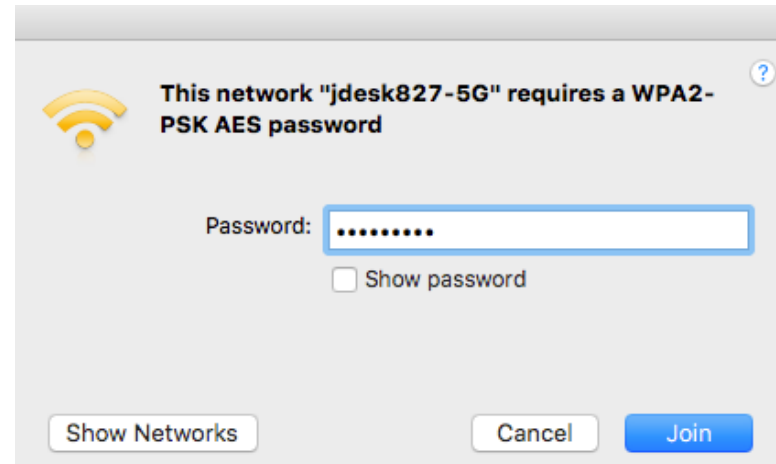 ?
This network "jdesk827-5G" requires a WPA2-
PSK AES password
Password: •••••••••
Show password
Show Networks
Cancel
Join